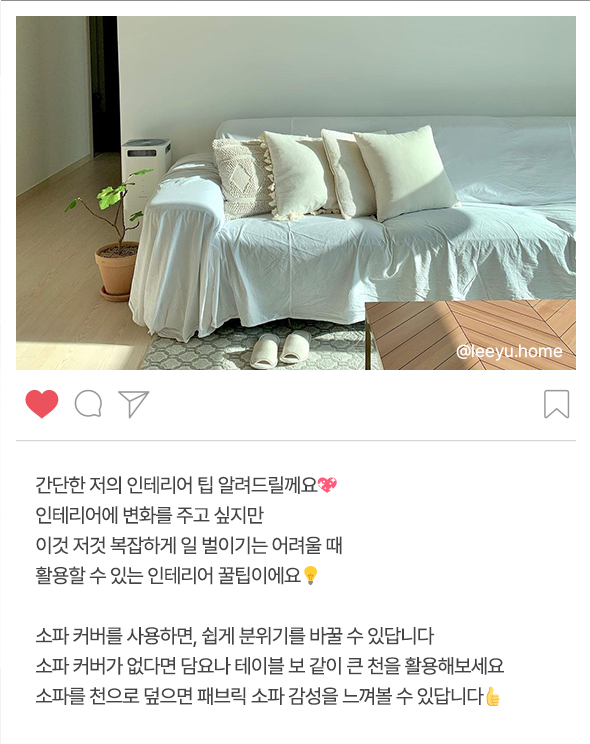 @leeyu.home
간단한 저의 인테리어 팁 알려드릴께요💖
인테리어에 변화를 주고 싶지만
이것 저것 복잡하게 일 벌이기는 어려울 때
활용할 수 있는 인테리어 꿀팁이에요💡
소파 커버를 사용하면, 쉽게 분위기를 바꿀 수 있답니다
소파 커버가 없다면 담요나 테이블 보 같이 큰 천을 활용해보세요
소파를 천으로 덮으면 패브릭 소파 감성을 느껴볼 수 있답니다👍